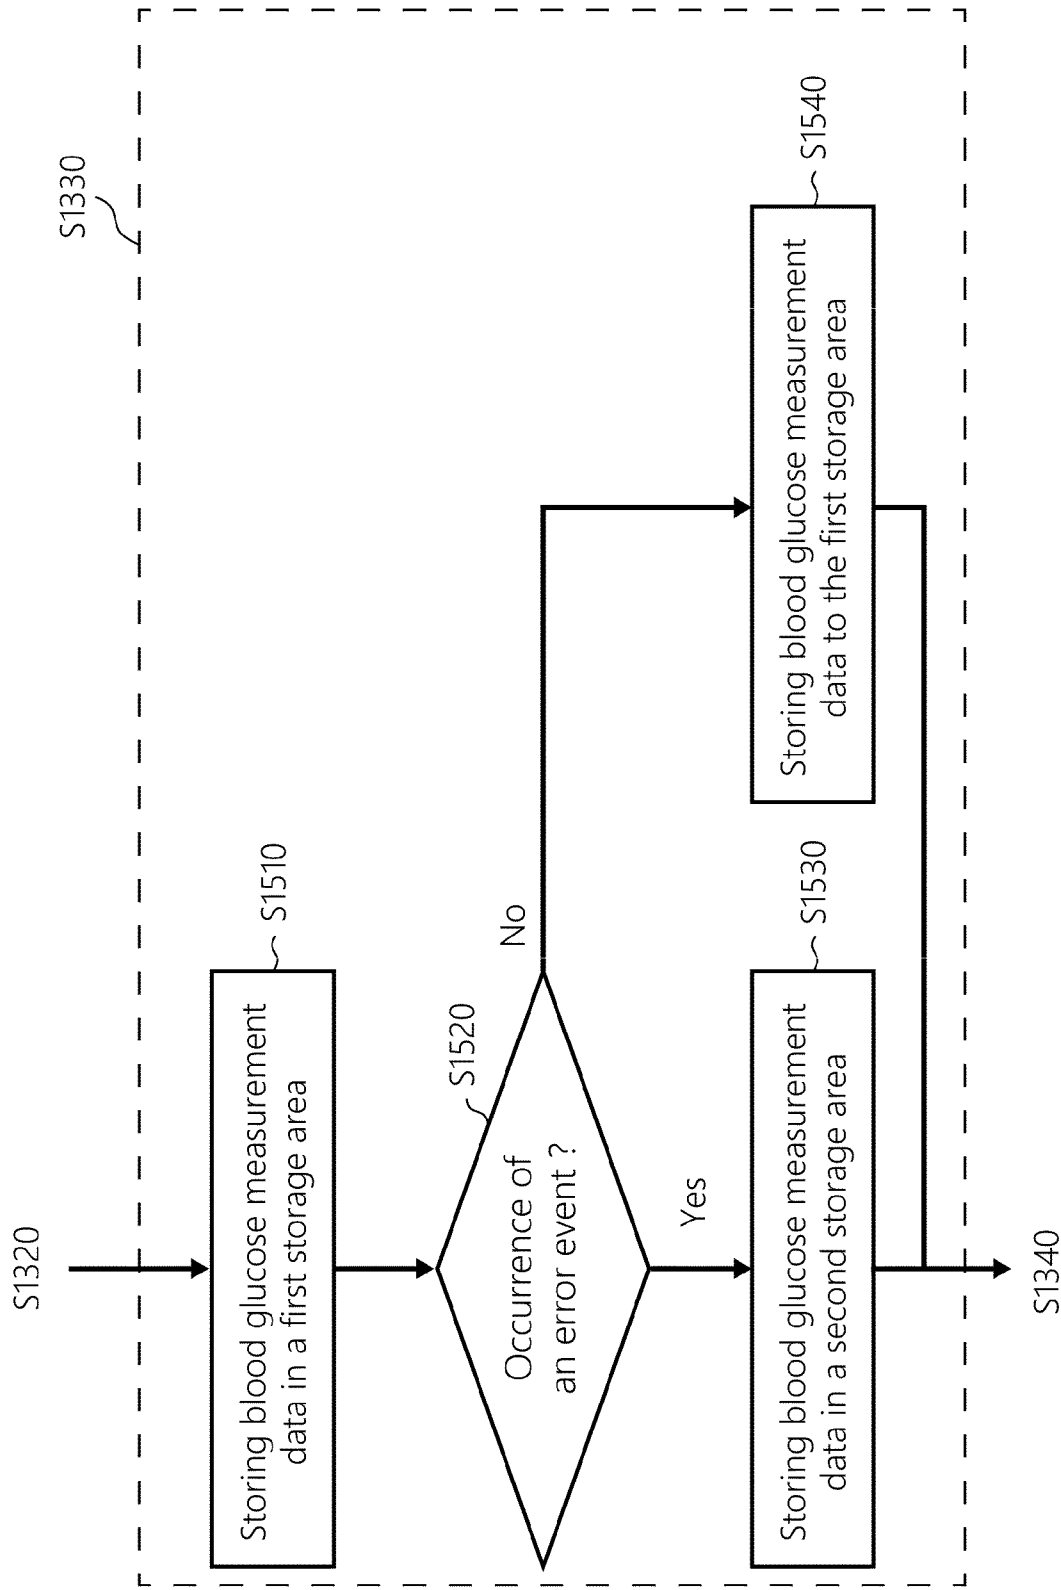 S1320
S1330
Storing blood glucose measurement
data in a first storage area
S1510
Occurrence of
an error event ?
S1520
No
Yes
Storing blood glucose measurement
data in a second storage area
S1530
Storing blood glucose measurement
data to the first storage area
S1540
S1340